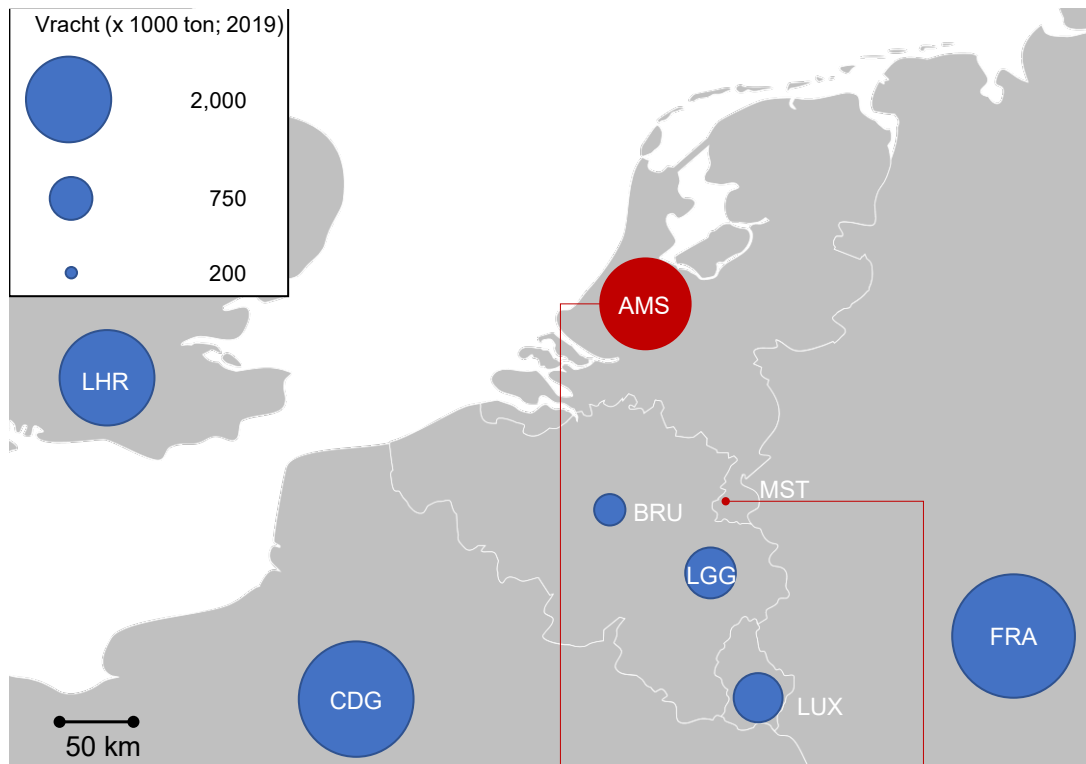 Vracht (x 1000 ton; 2019)
2,000
750
200
AMS
LHR
MST
BRU
LGG
FRA
CDG
LUX
50 km